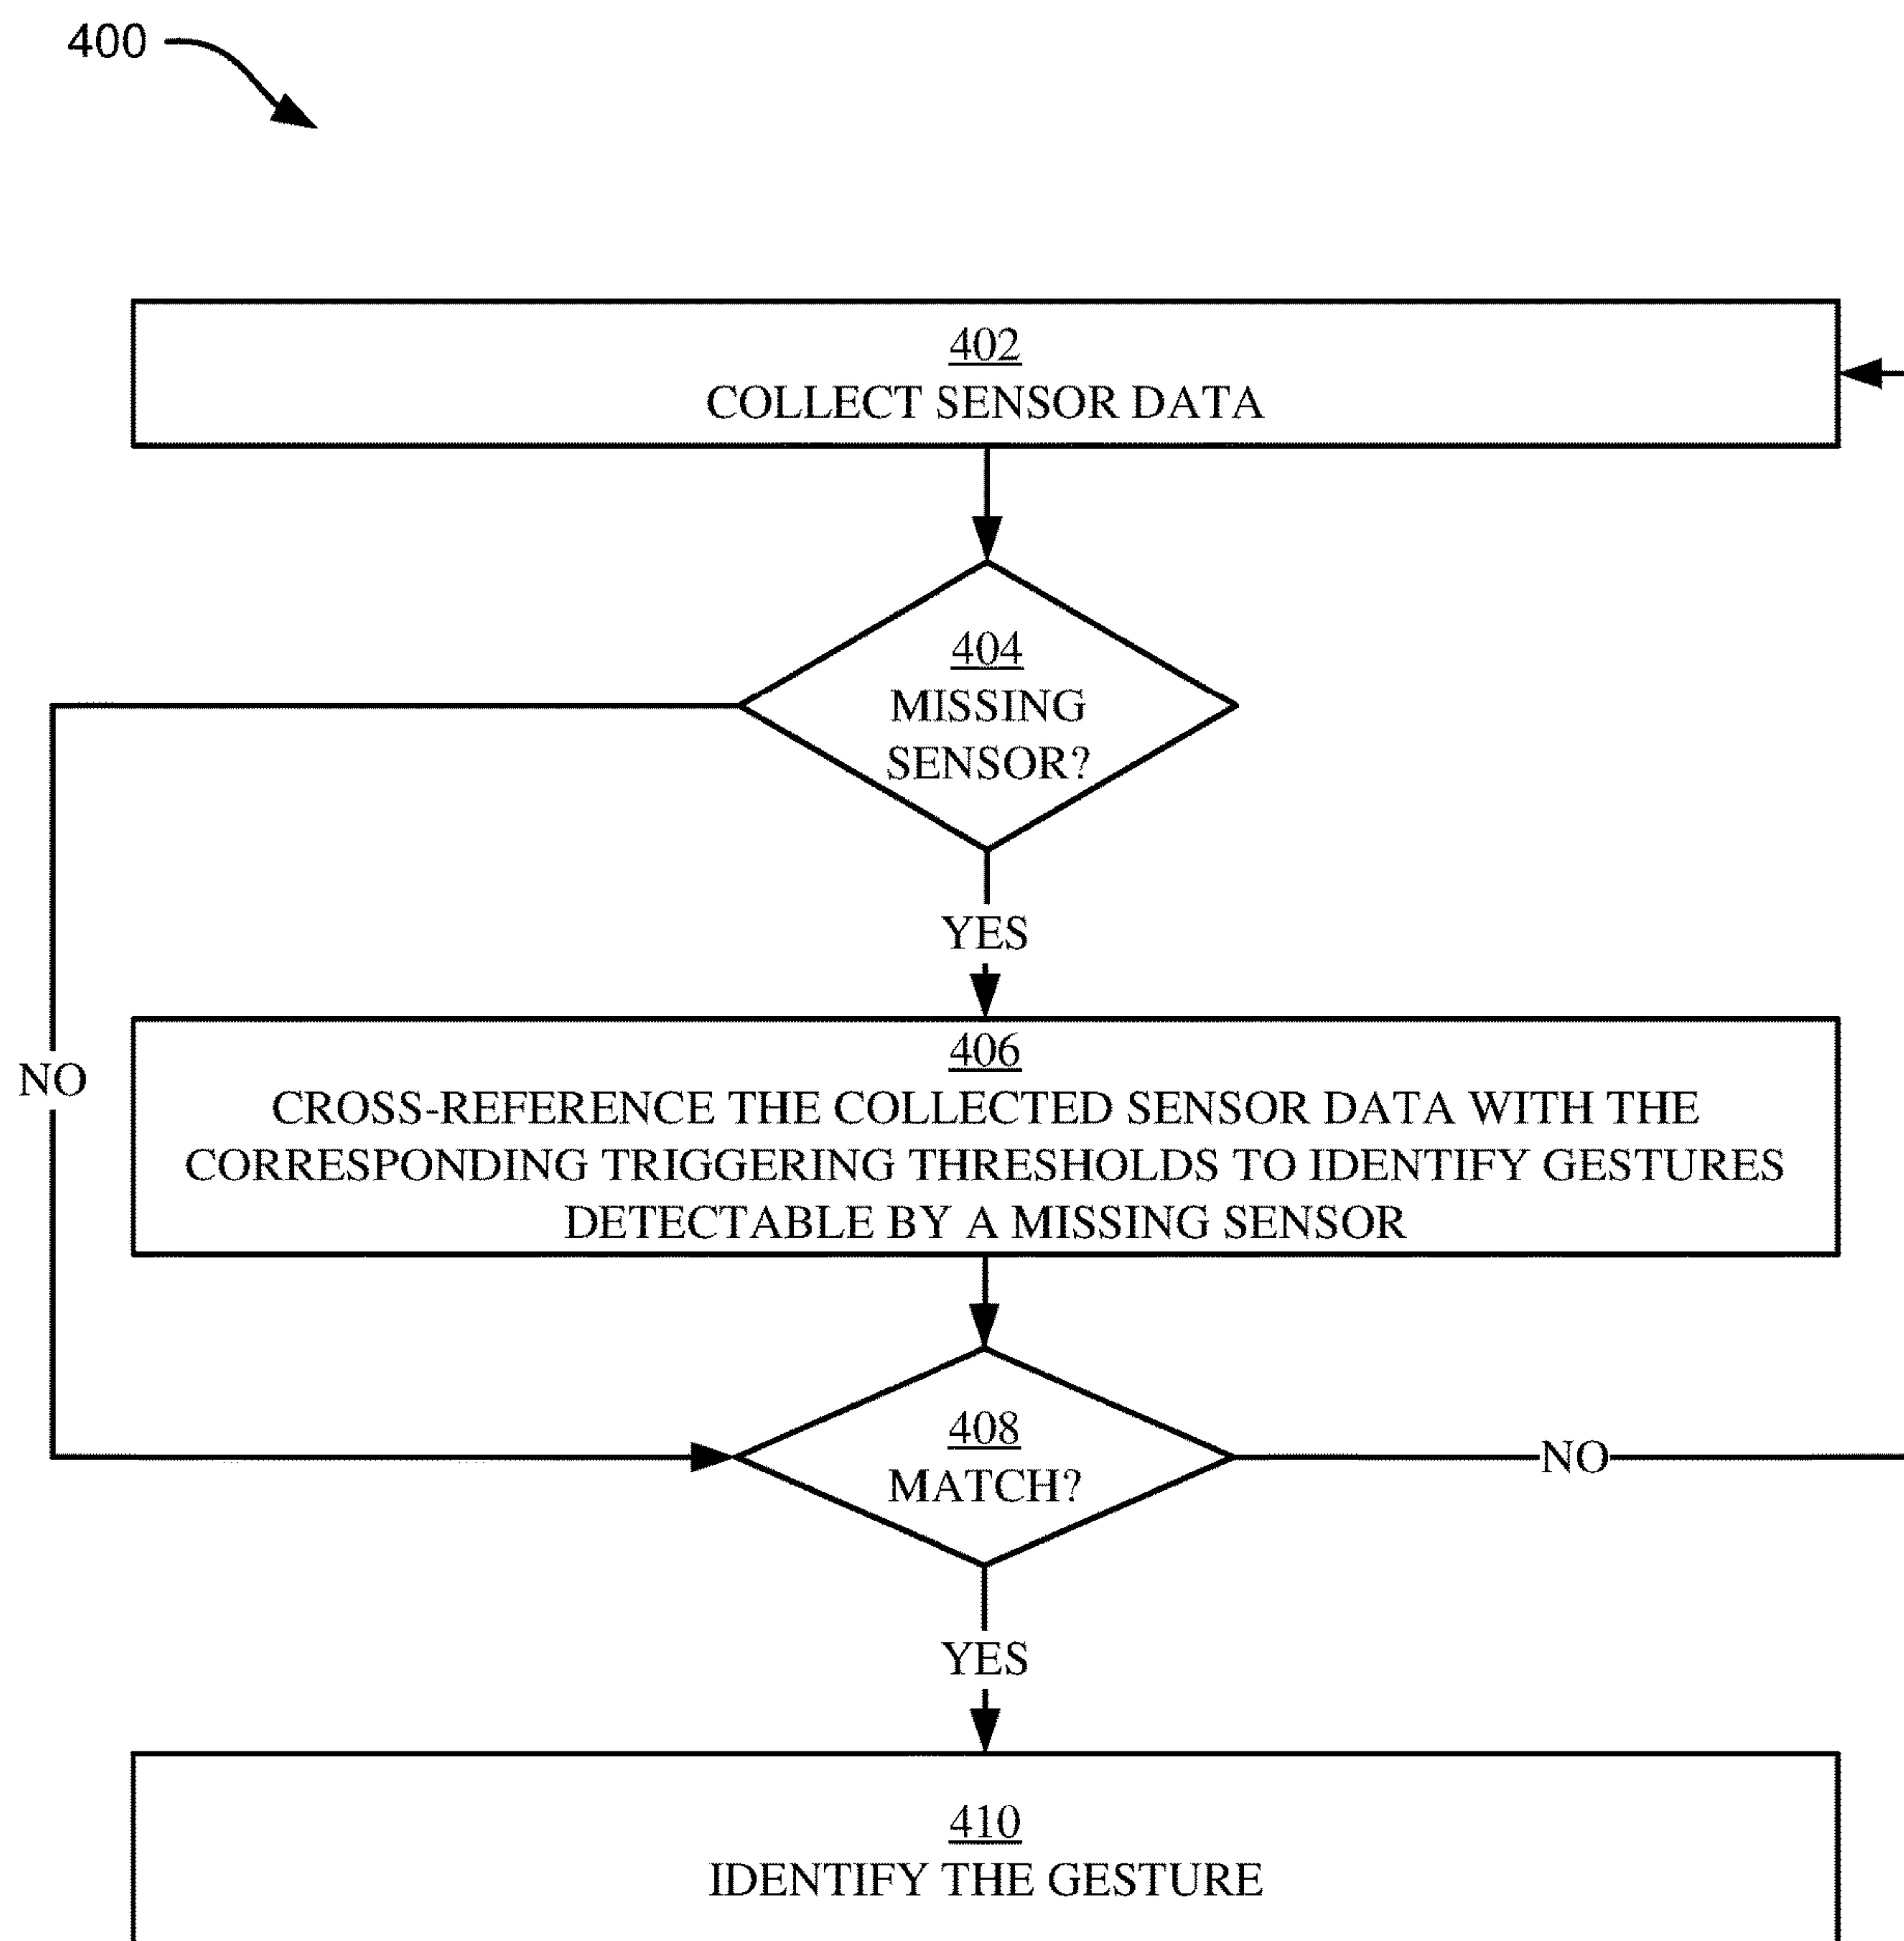 400
402
COLLECT SENSOR DATA
404
MISSING
SENSOR?
YES
NO
406
CROSS-REFERENCE THE COLLECTED SENSOR DATA WITH THE
CORRESPONDING TRIGGERING THRESHOLDS TO IDENTIFY GESTURES
DETECTABLE BY A MISSING SENSOR
408
MATCH?
NO
YES
410
IDENTIFY THE GESTURE